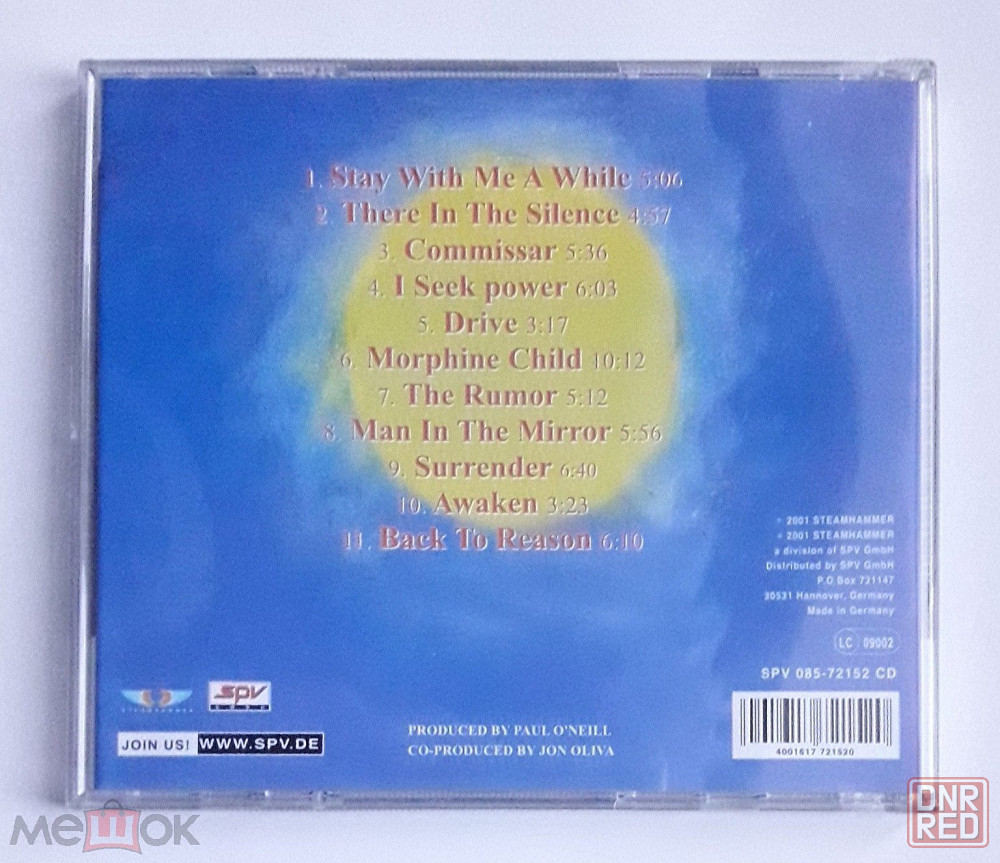 1. Stay With Me A While 5:06
2 There In The Silence 4:57
3. Commissar 5:36
4. I Seek power 6:03
5. Drive 3:17
6. Morphine Child 10:12
7. The Rumor 5:12
8. Man In The Mirror 5:56
9. Surrender 6:40
10. Awaken 3:23
11. Back To Reason 6:10
2001 STEAMHAMMER
2001 STEAMHAMMER
a division of SPV GmbH
Distributed by SPV GmbH
P.O.Box 721147
30531 Hannover, Germany
Made in Germany
LC 09002
SPV 085-72152 CD
spv
JOIN US! WWW.SPV.DE
PRODUCED BY PAUL O'NEILL
CO-PRODUCED BY JON OLIVA
4001617 721520
мешок
DNR
RED